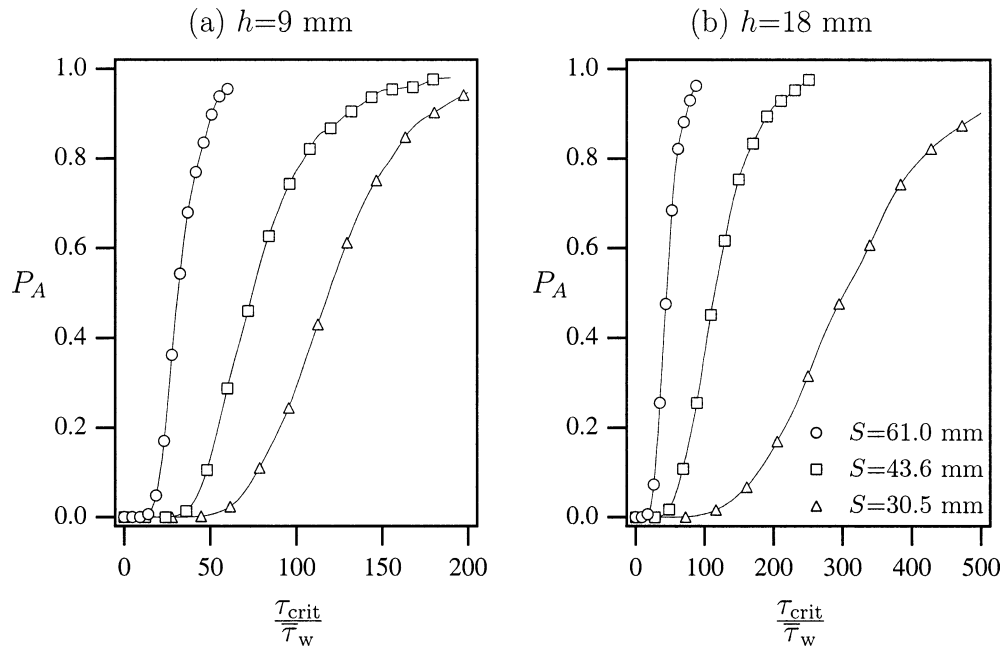 (a) h=9 mm
(b) h=18 mm
1.0
0.8
0.6
0.4
0.2
0.0
P_A
0 50 100 150 200
τ_crit
τ̿_w
1.0
0.8
0.6
0.4
0.2
0.0
P_A
S=61.0 mm
S=43.6 mm
S=30.5 mm
0 100 200 300 400 500
τ_crit
τ̿_w